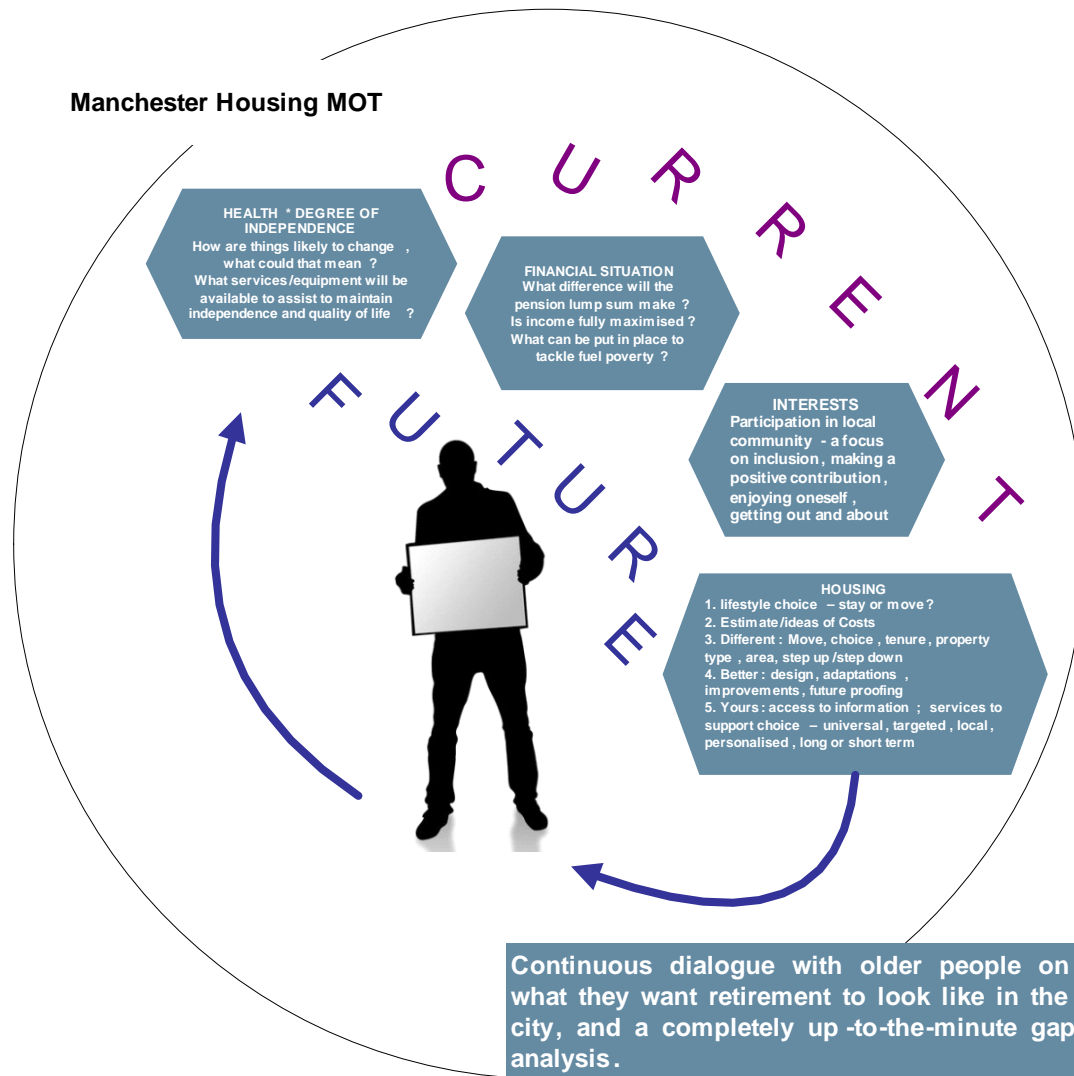 Manchester Housing MOT
C U R R E N T
HEALTH * DEGREE OF
INDEPENDENCE
How are things likely to change ,
what could that mean ?
What services/equipment will be
available to assist to maintain
independence and quality of life ?
FINANCIAL SITUATION
What difference will the
pension lump sum make ?
Is income fully maximised ?
What can be put in place to
tackle fuel poverty ?
F U T U R E
INTERESTS
Participation in local
community - a focus
on inclusion, making a
positive contribution,
enjoying oneself ,
getting out and about
HOUSING
1. lifestyle choice – stay or move?
2. Estimate/ideas of Costs
3. Different : Move, choice , tenure, property
type , area, step up /step down
4. Better : design, adaptations ,
improvements, future proofing
5. Yours : access to information ; services to
support choice – universal, targeted, local,
personalised , long or short term
Continuous dialogue with older people on
what they want retirement to look like in the
city, and a completely up -to-the-minute gap
analysis.